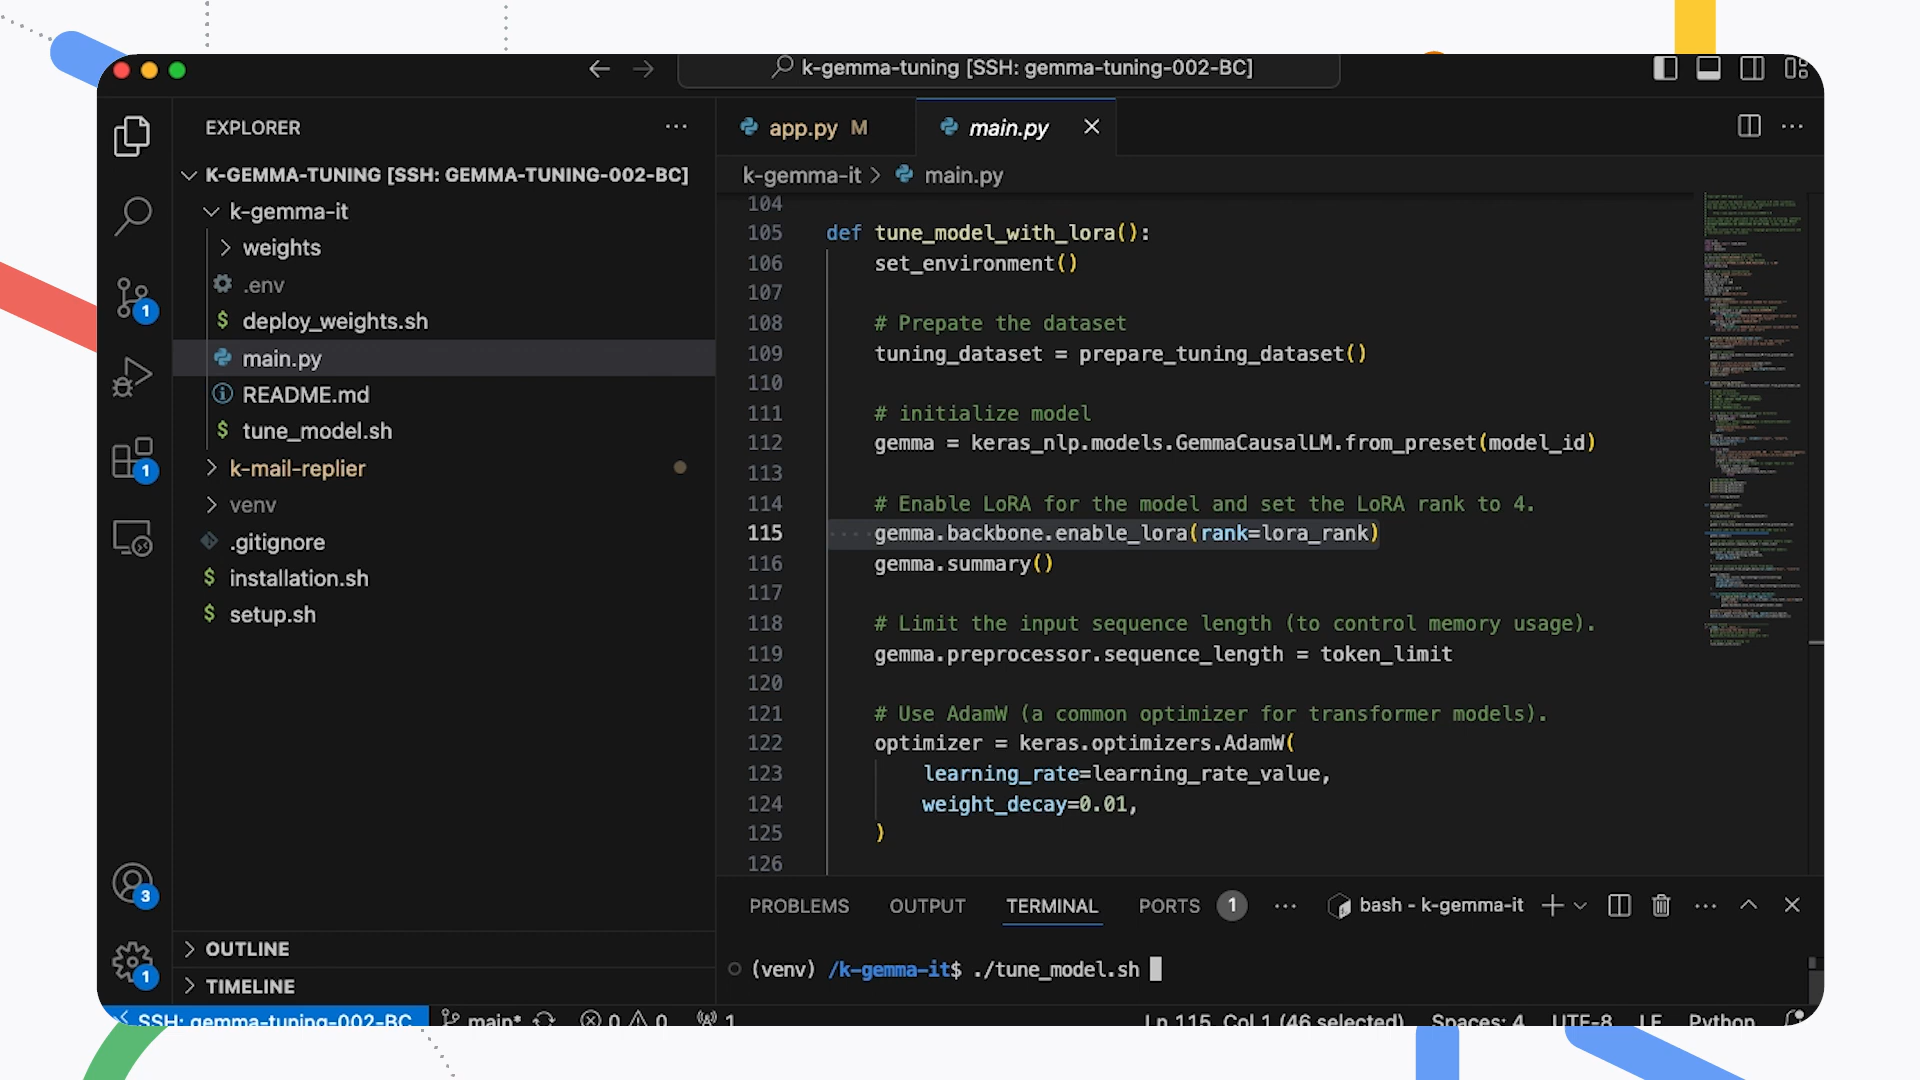 k-gemma-tuning [SSH: gemma-tuning-002-BC]
EXPLORER
K-GEMMA-TUNING [SSH: GEMMA-TUNING-002-BC]
k-gemma-it
weights
.env
$ deploy_weights.sh
main.py
README.md
$ tune_model.sh
k-mail-replier
venv
.gitignore
$ installation.sh
$ setup.sh
OUTLINE
TIMELINE
1
1
3
1
app.py M
main.py
k-gemma-it > main.py
104
105 def tune_model_with_lora():
106 set_environment()
107
108 # Prepate the dataset
109 tuning_dataset = prepare_tuning_dataset()
110
111 # initialize model
112 gemma = keras_nlp.models.GemmaCausalLM.from_preset(model_id)
113
114 # Enable LoRA for the model and set the LoRA rank to 4.
115 gemma.backbone.enable_lora(rank=lora_rank)
116 gemma.summary()
117
118 # Limit the input sequence length (to control memory usage).
119 gemma.preprocessor.sequence_length = token_limit
120
121 # Use AdamW (a common optimizer for transformer models).
122 optimizer = keras.optimizers.AdamW(
123 learning_rate=learning_rate_value,
124 weight_decay=0.01,
125 )
126
PROBLEMS OUTPUT TERMINAL PORTS 1 bash - k-gemma-it
(venv) /k-gemma-it$ ./tune_model.sh
SSH: gemma-tuning-002-BC main* 0 0 1 Ln 115, Col 1 (46 selected) Spaces: 4 UTF-8 LF Python